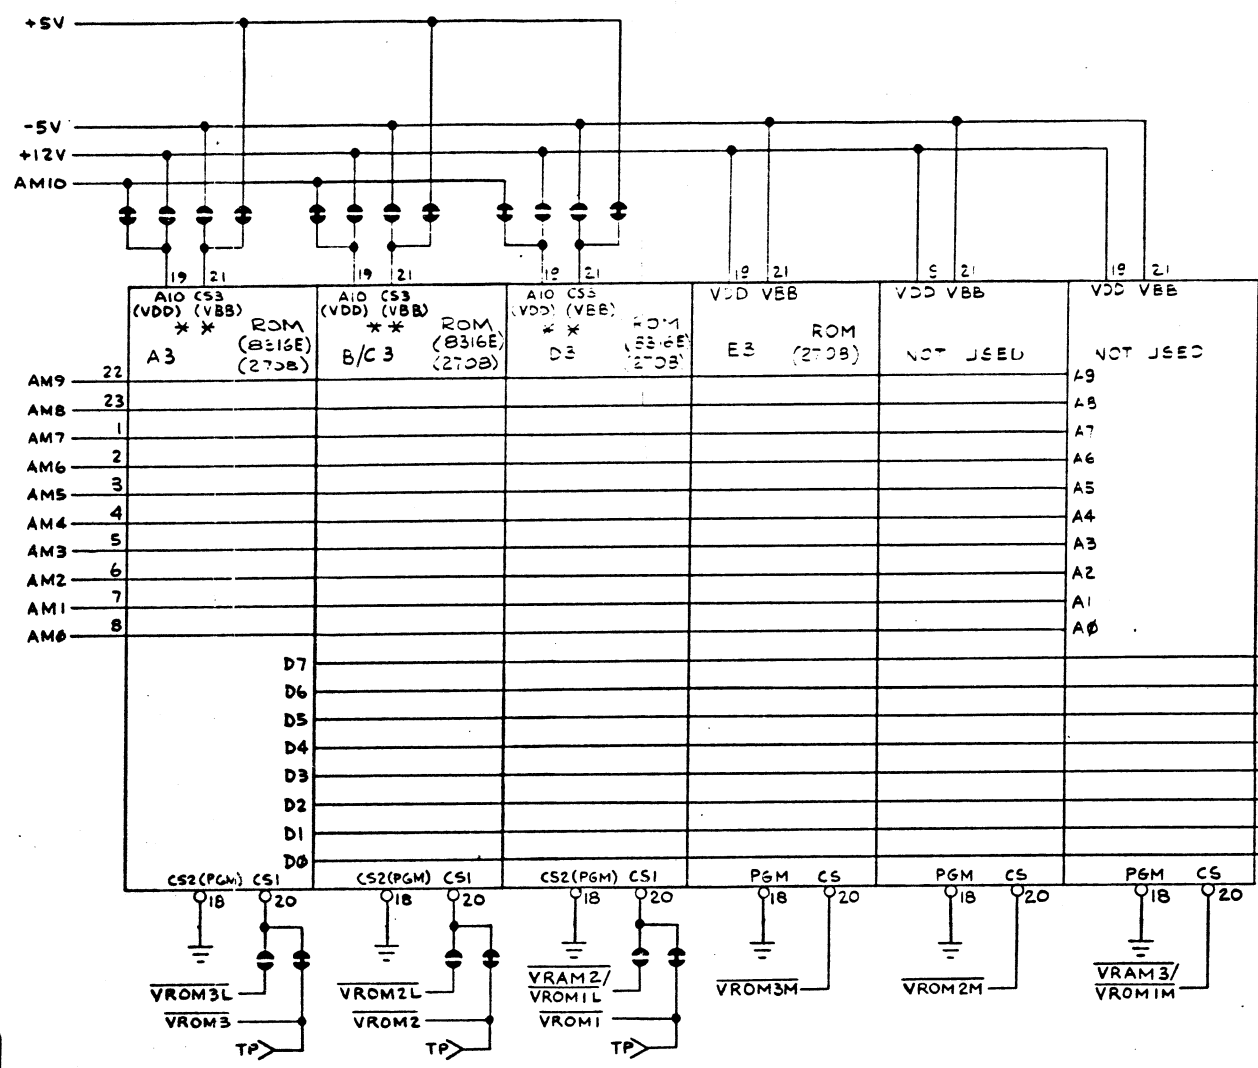 +5V
-5V
+12V
AM10
19 21 19 21 19 21 19 21 9 21 19 21
A10 CS3 A10 CS3 A10 CS3 VDD VBB VDD VBB VDD VBB
(VDD) (VBB) (VDD) (VBB) (VDD) (VBB)
* * * * * *
ROM ROM ROM ROM
(8316E) (8316E) (8316E) (2708)
(2708) (2708) (2708)
A3 B/C3 D3 E3 NOT USED NOT USED
AM9 22 A9
AM8 23 A8
AM7 1 A7
AM6 2 A6
AM5 3 A5
AM4 4 A4
AM3 5 A3
AM2 6 A2
AM1 7 A1
AMØ 8 AØ
D7
D6
D5
D4
D3
D2
D1
DØ
CS2(PGM) CS1 CS2(PGM) CS1 CS2(PGM) CS1 PGM CS PGM CS PGM CS
18 20 18 20 18 20 18 20 18 20 18 20
VROM3L VROM2L VRAM2/ VROM3M VROM2M VRAM3/
VROM1L VROM1M
VROM3 VROM2 VROM1
TP TP TP